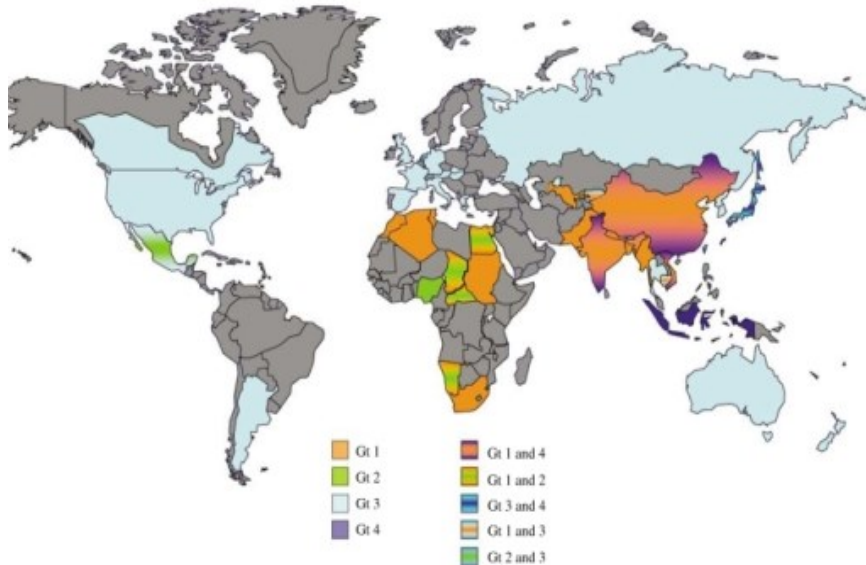 Gt 1
Gt 2
Gt 3
Gt 4
Gt 1 and 4
Gt 1 and 2
Gt 3 and 4
Gt 1 and 3
Gt 2 and 3